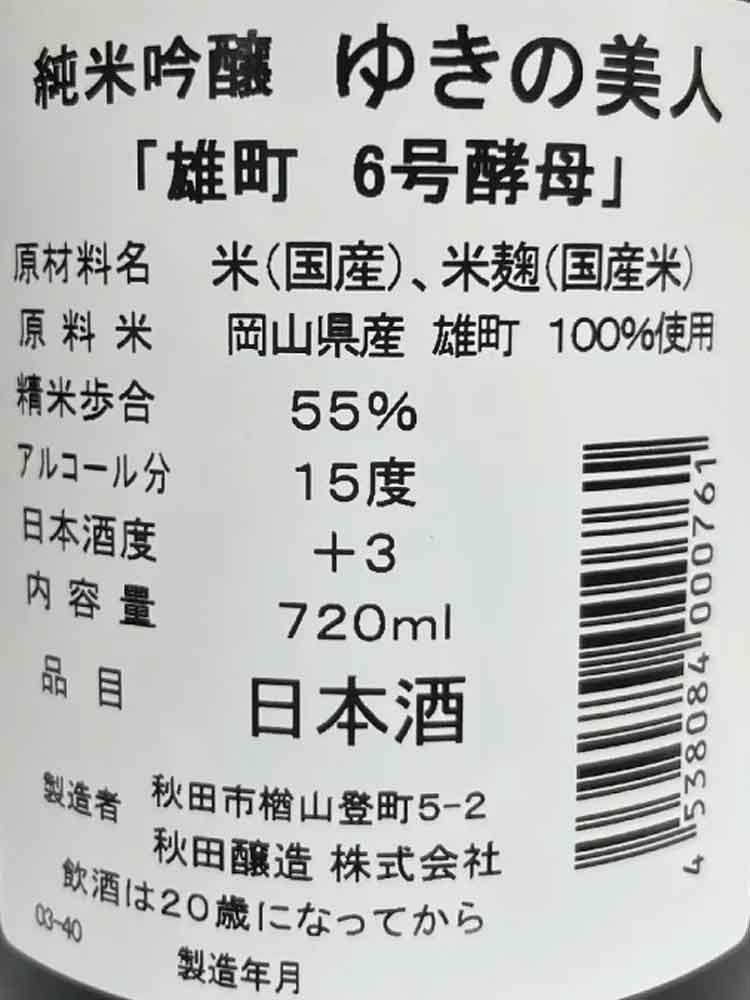 純米吟醸 ゆきの美人
「雄町 6号酵母」
原材料名 米(国産)、米麹(国産米)
原料米 岡山県産 雄町 100%使用
精米歩合 55%
アルコール分 15度
日本酒度 +3
内容量 720ml
品目 日本酒
製造者 秋田市楢山登町5-2
秋田醸造 株式会社
飲酒は20歳になってから
03-40
製造年月
4 538084 000761